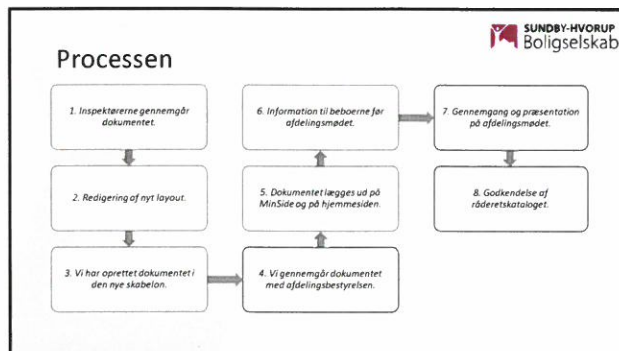 SUNDBY-HVORUP
Boligselskab
Processen
1. Inspektørerne gennemgår
dokumentet.
2. Redigering af nyt layout.
3. Vi har oprettet dokumentet i
den nye skabelon.
4. Vi gennemgår dokumentet
med afdelingsbestyrelsen.
5. Dokumentet lægges ud på
MinSide og på hjemmesiden.
6. Information til beboerne før
afdelingsmødet.
7. Gennemgang og præsentation
på afdelingsmødet.
8. Godkendelse af
råderetskataloget.